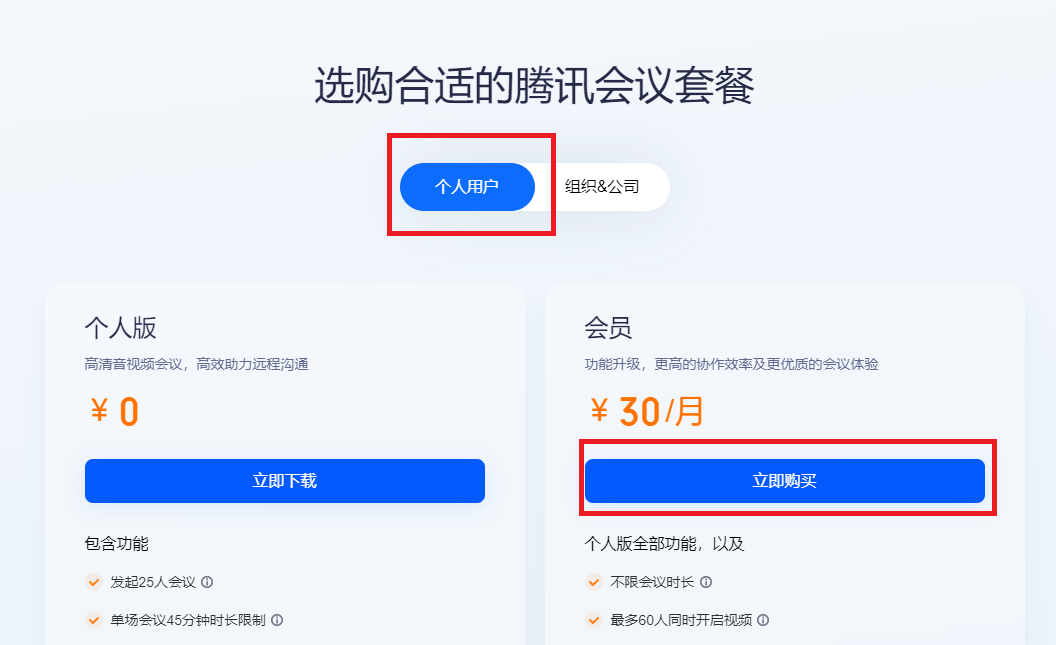 选购合适的腾讯会议套餐
个人用户
组织&公司
个人版
高清音视频会议，高效助力远程沟通
¥ 0
立即下载
包含功能
发起25人会议
单场会议45分钟时长限制
会员
功能升级，更高的协作效率及更优质的会议体验
¥ 30/月
立即购买
个人版全部功能，以及
不限会议时长
最多60人同时开启视频